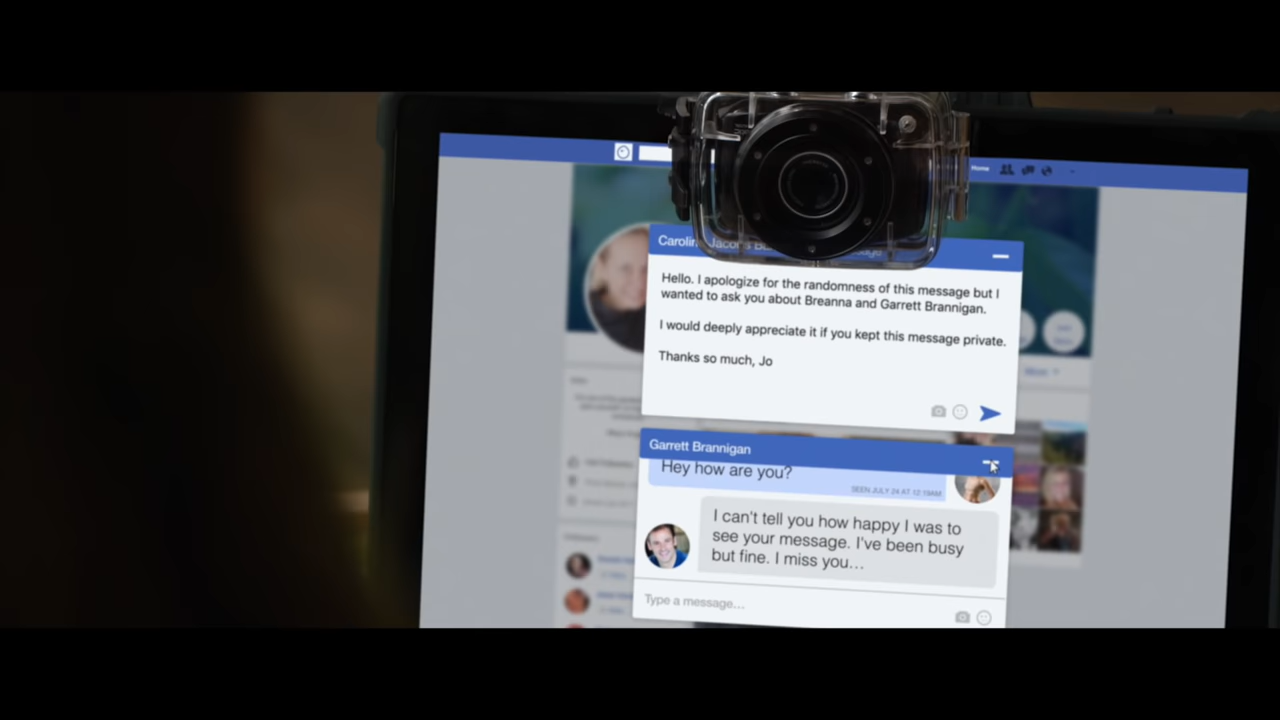 Home
Hello. I apologize for the randomness of this message but I
wanted to ask you about Breanna and Garrett Brannigan.
I would deeply appreciate it if you kept this message private.
Thanks so much, Jo
Garrett Brannigan
Hey how are you?
SEEN JULY 24 AT 12:19AM
I can't tell you how happy I was to
see your message. I've been busy
but fine. I miss you...
Type a message...